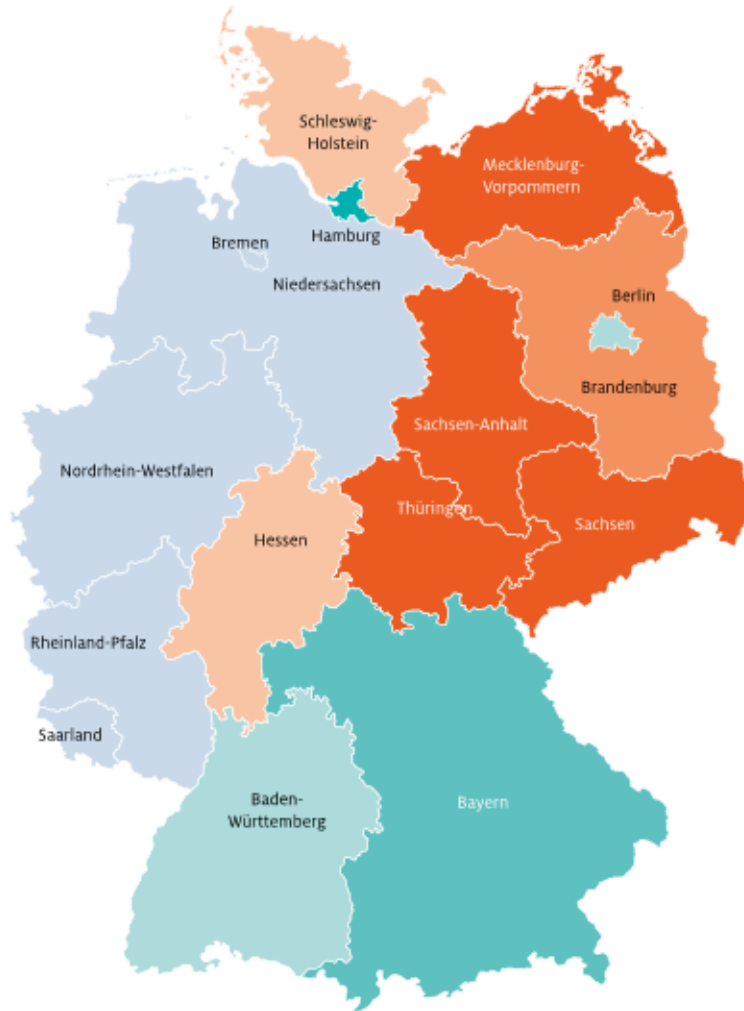 Schleswig-
Holstein
Mecklenburg-
Vorpommern
Hamburg
Bremen
Niedersachsen
Berlin
Brandenburg
Sachsen-Anhalt
Nordrhein-Westfalen
Thüringen
Sachsen
Hessen
Rheinland-Pfalz
Saarland
Baden-
Württemberg
Bayern